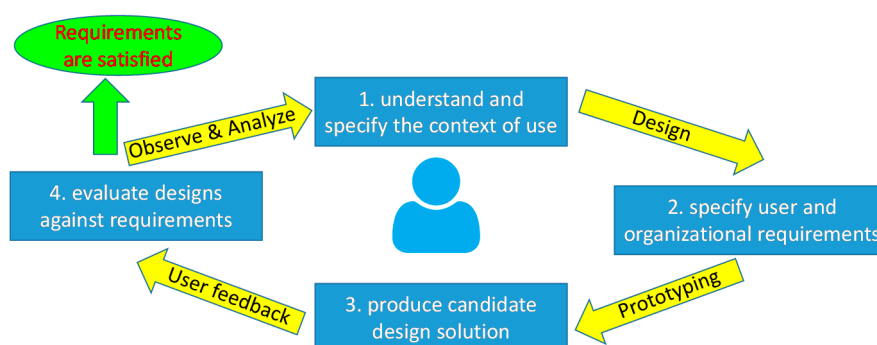 Requirements
are satisfied
1. understand and
specify the context of use
Observe & Analyze
Design
4. evaluate designs
against requirements
2. specify user and
organizational requirements
User feedback
3. produce candidate
design solution
Prototyping